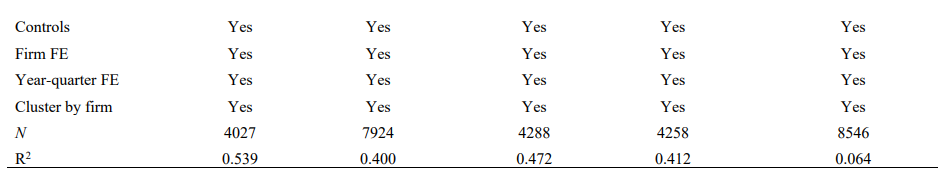 Controls Yes Yes Yes Yes Yes
Firm FE Yes Yes Yes Yes Yes
Year-quarter FE Yes Yes Yes Yes Yes
Cluster by firm Yes Yes Yes Yes Yes
N 4027 7924 4288 4258 8546
R² 0.539 0.400 0.472 0.412 0.064